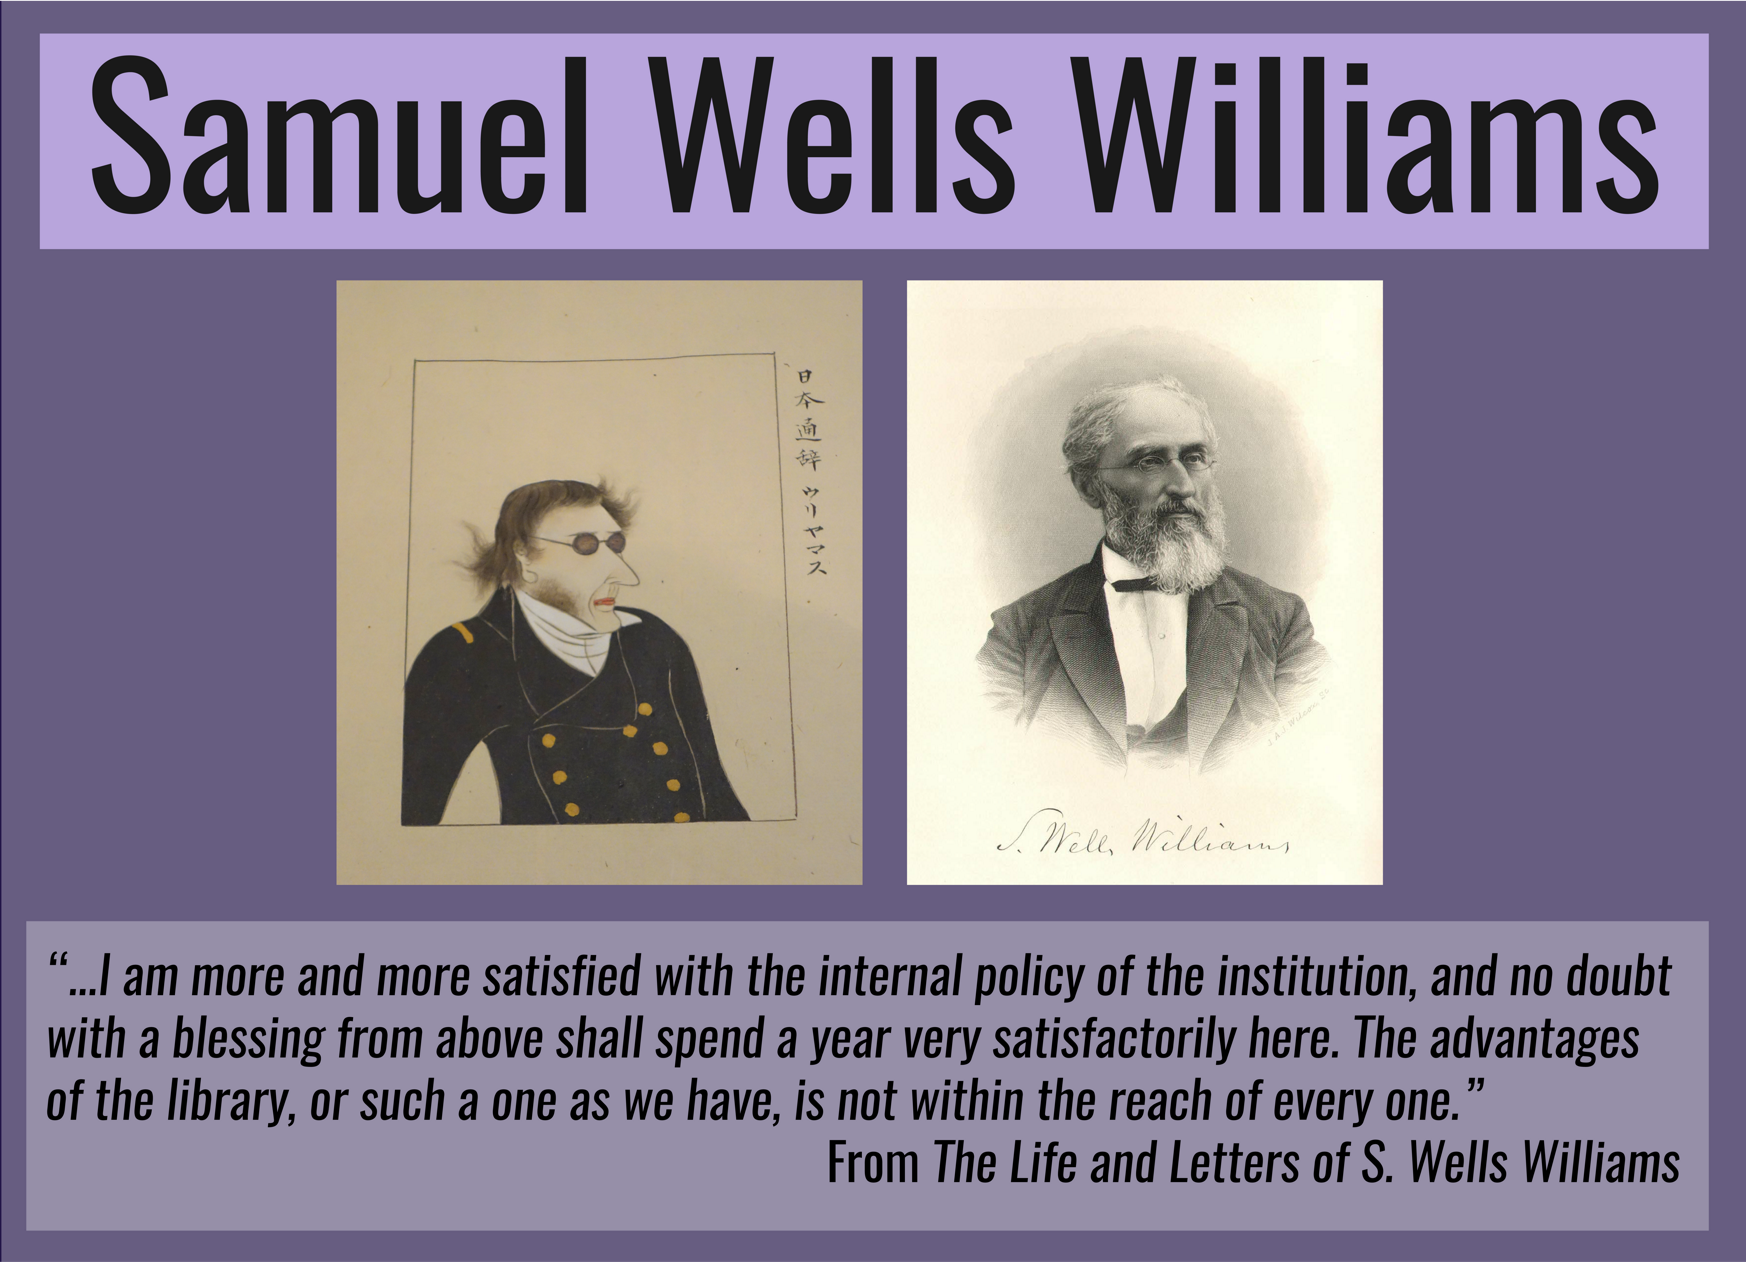 Samuel Wells Williams
日本通辞 ウリヤマス
J.A.J. Wilcox Sc.
S. Wells Williams
“...I am more and more satisfied with the internal policy of the institution, and no doubt
with a blessing from above shall spend a year very satisfactorily here. The advantages
of the library, or such a one as we have, is not within the reach of every one.”
From The Life and Letters of S. Wells Williams